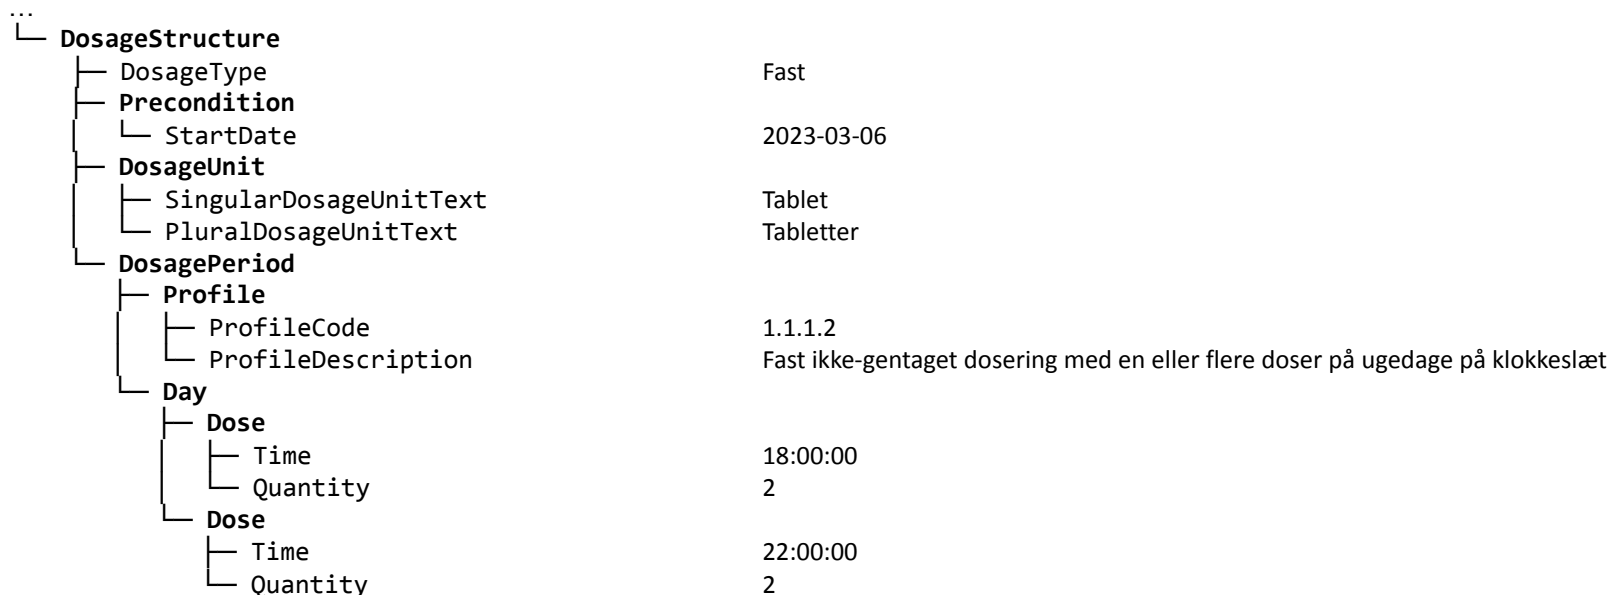 ...
└─ DosageStructure
├─ DosageType Fast
├─ Precondition
│ └─ StartDate 2023-03-06
├─ DosageUnit
│ ├─ SingularDosageUnitText Tablet
│ └─ PluralDosageUnitText Tabletter
└─ DosagePeriod
├─ Profile
│ ├─ ProfileCode 1.1.1.2
│ └─ ProfileDescription Fast ikke-gentaget dosering med en eller flere doser på ugedage på klokkeslæt
└─ Day
├─ Dose
│ ├─ Time 18:00:00
│ └─ Quantity 2
└─ Dose
├─ Time 22:00:00
└─ Quantity 2